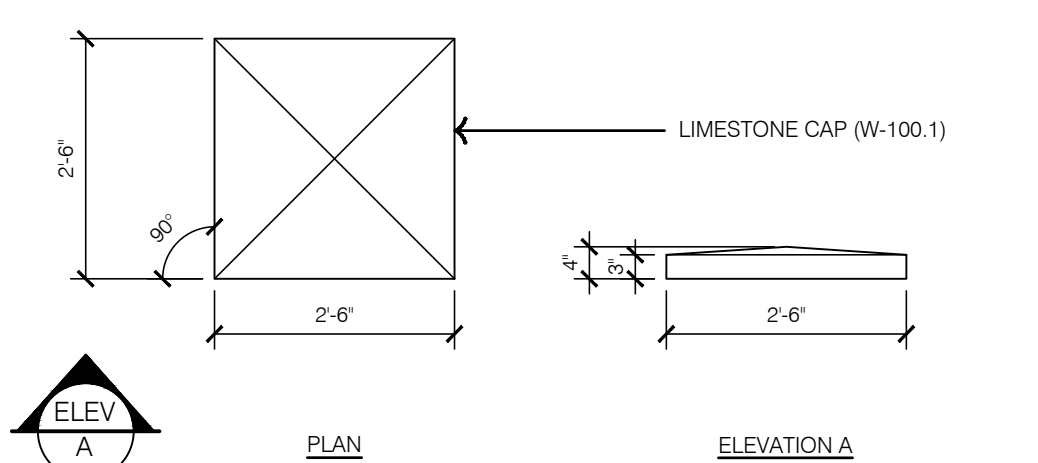 2'-6"
90°
LIMESTONE CAP (W-100.1)
2'-6"
4"
3"
2'-6"
ELEV
A
PLAN
ELEVATION A